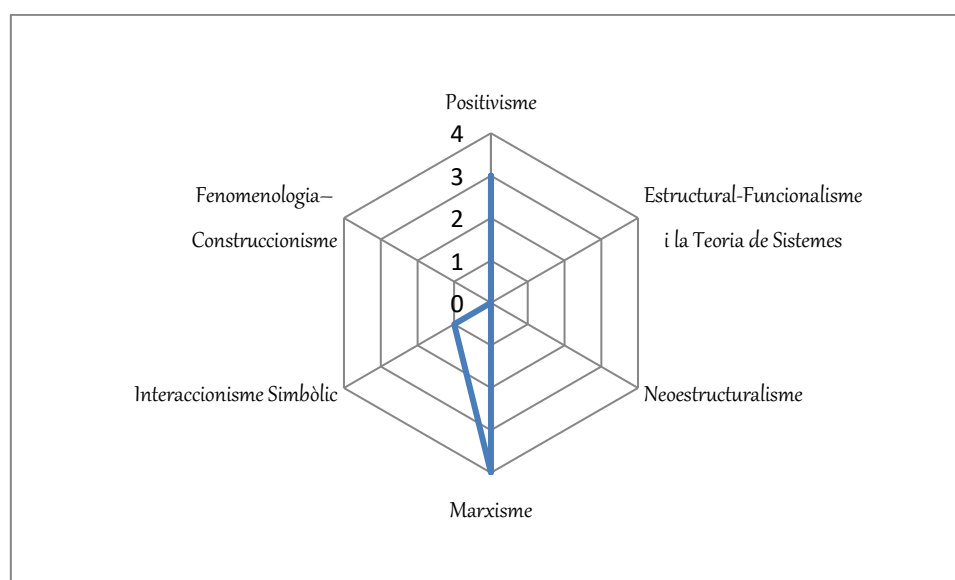 Positivisme
4
3
2
1
0
Fenomenologia–
Construccionisme
Estructural-Funcionalisme
i la Teoria de Sistemes
Interaccionisme Simbòlic
Neoestructuralisme
Marxisme